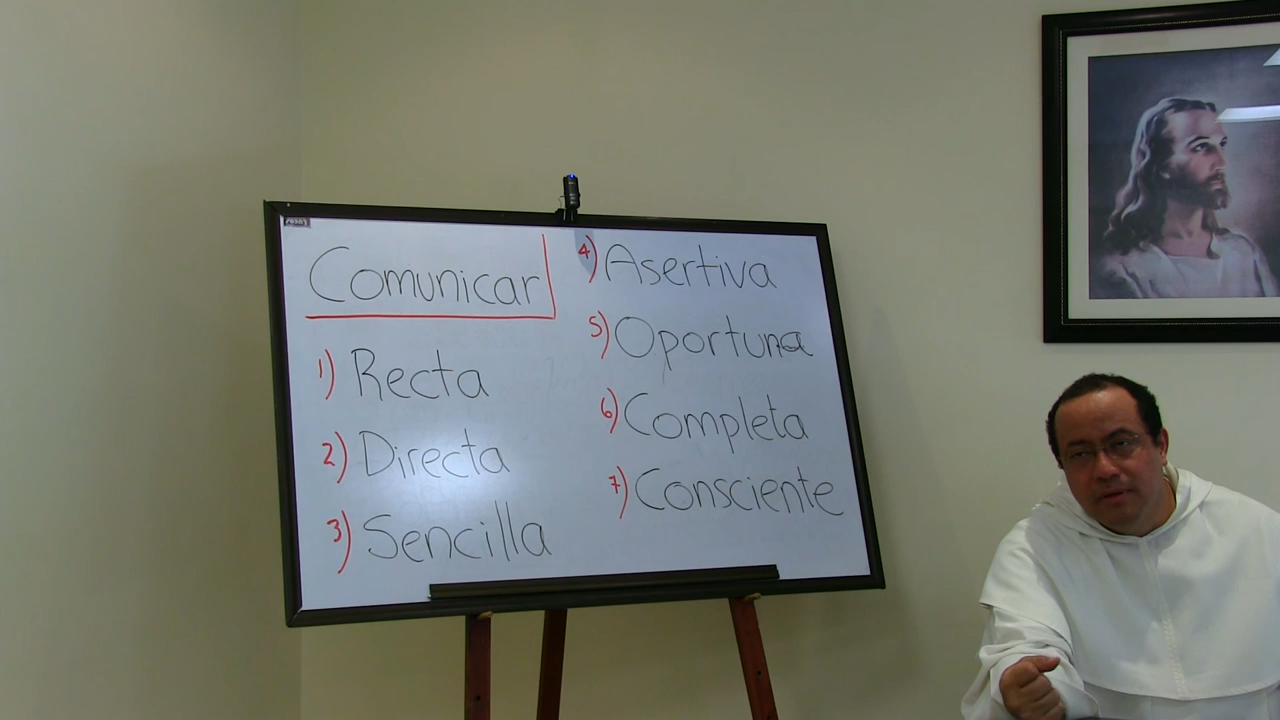 Comunicar
1) Recta
2) Directa
3) Sencilla
4) Asertiva
5) Oportuna
6) Completa
7) Consciente